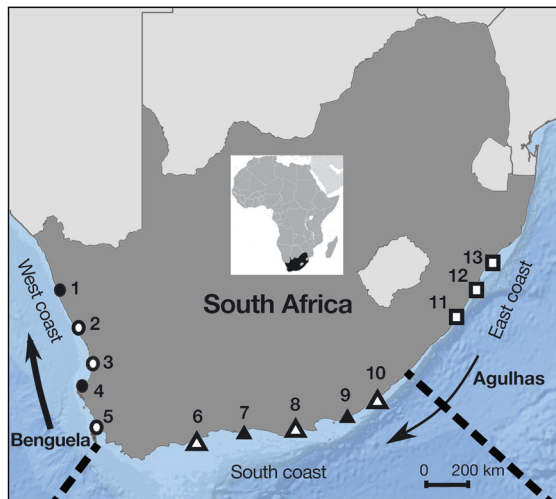 13
12
11
East coast
West coast
1
2
3
4
5
South Africa
10
9
8
7
6
Agulhas
Benguela
South coast
0 200 km